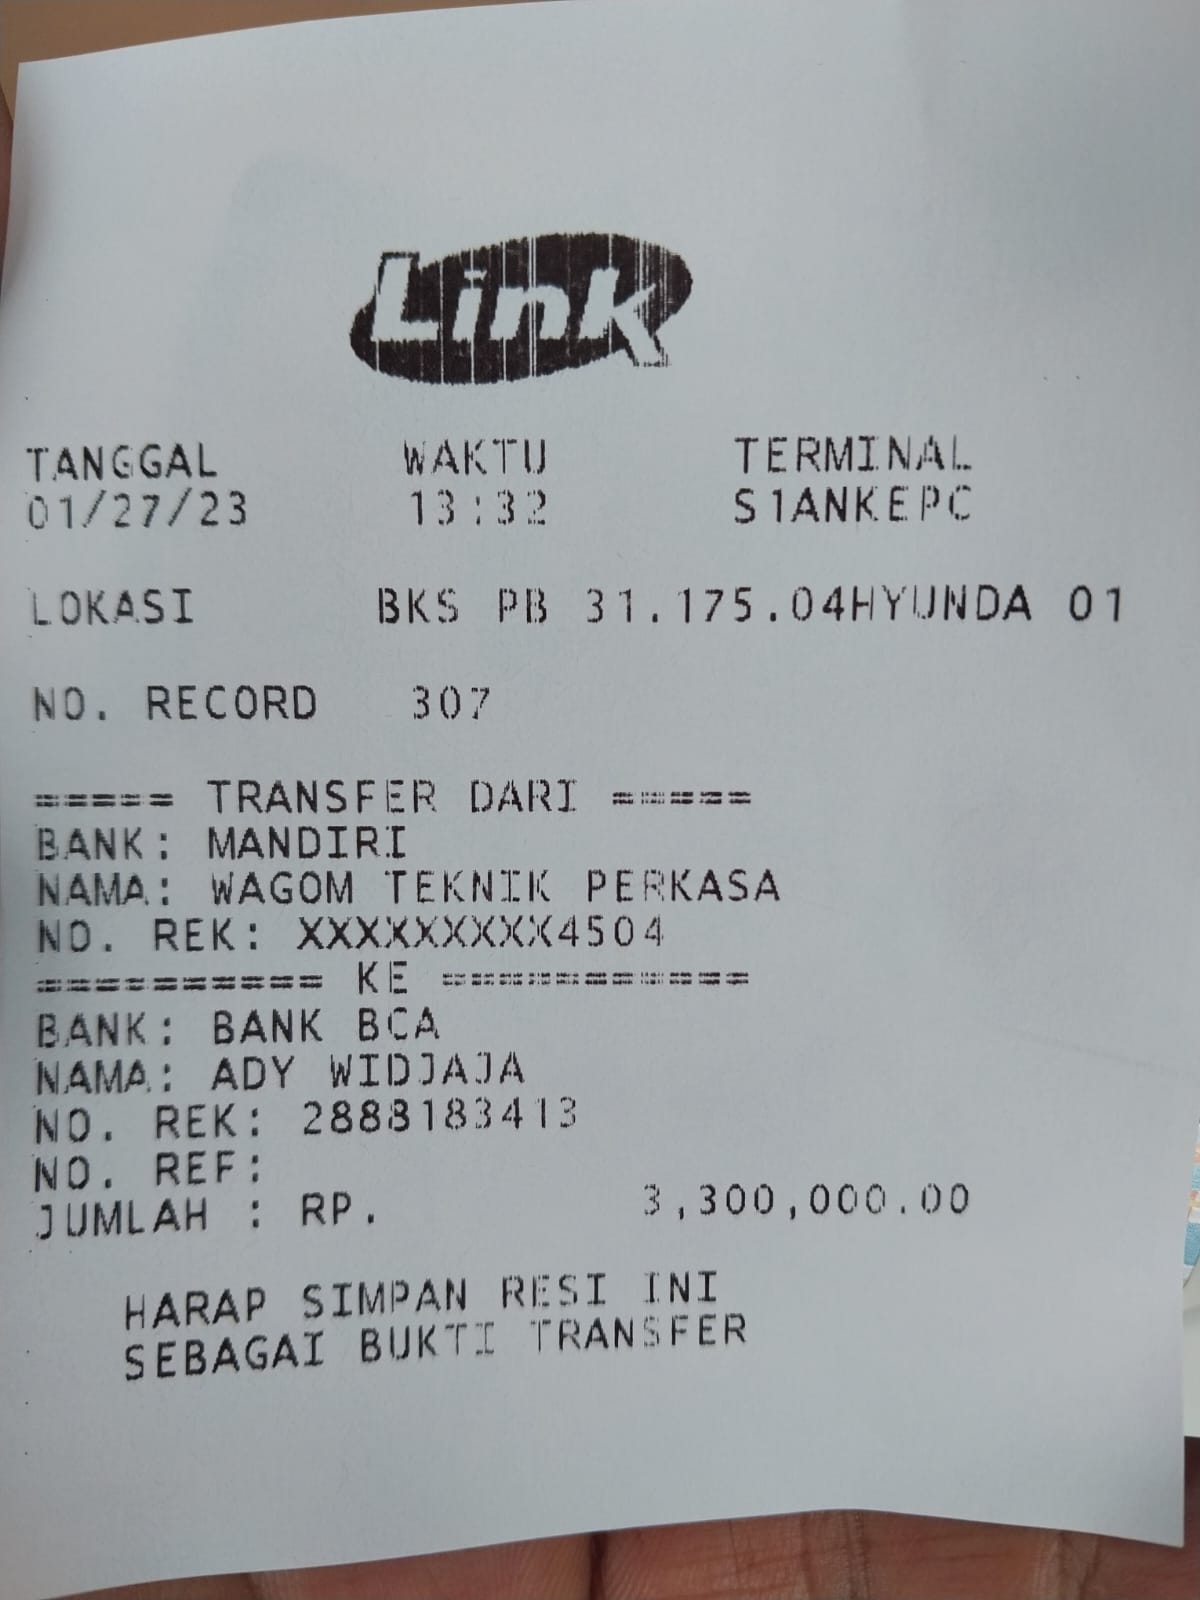 Link
TANGGAL WAKTU TERMINAL
01/27/23 13:32 S1ANKEPC
LOKASI BKS PB 31.175.04HYUNDA 01
NO. RECORD 307
===== TRANSFER DARI =====
BANK: MANDIRI
NAMA: WAGOM TEKNIK PERKASA
NO. REK: XXXXXXXXX4504
========== KE ===========
BANK: BANK BCA
NAMA: ADY WIDJAJA
NO. REK: 2888183413
NO. REF:
JUMLAH : RP. 3,300,000.00
HARAP SIMPAN RESI INI
SEBAGAI BUKTI TRANSFER